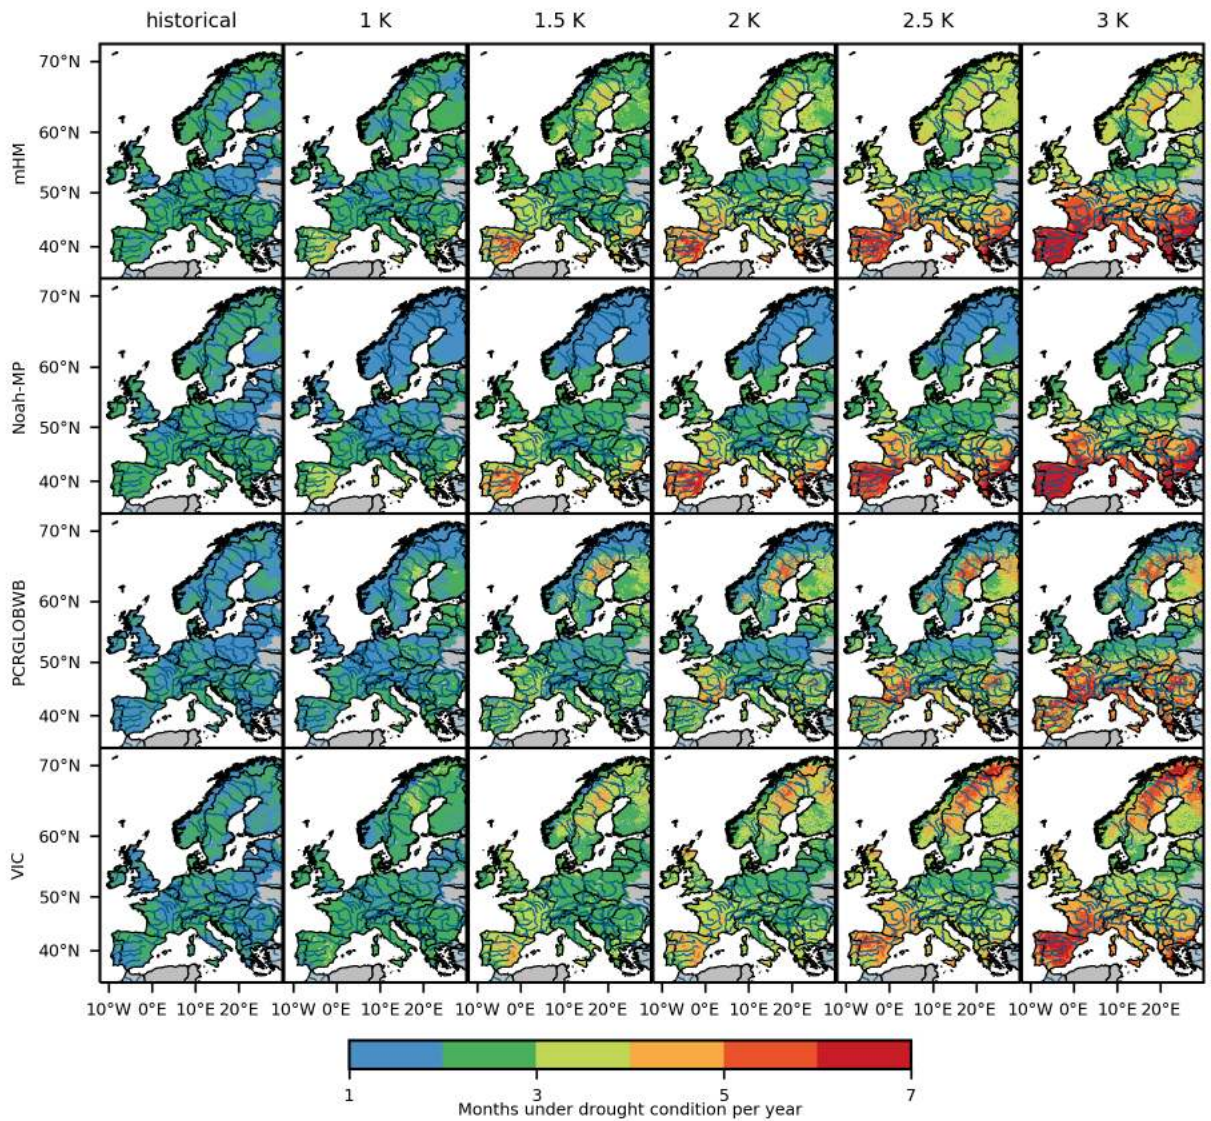 historical 1 K 1.5 K 2 K 2.5 K 3 K
mHM
70°N
60°N
50°N
40°N
Noah-MP
70°N
60°N
50°N
40°N
PCRGLOBWB
70°N
60°N
50°N
40°N
VIC
70°N
60°N
50°N
40°N
10°W 0°E 10°E 20°E 10°W 0°E 10°E 20°E 10°W 0°E 10°E 20°E 10°W 0°E 10°E 20°E 10°W 0°E 10°E 20°E 10°W 0°E 10°E 20°E
1 3 5 7
Months under drought condition per year